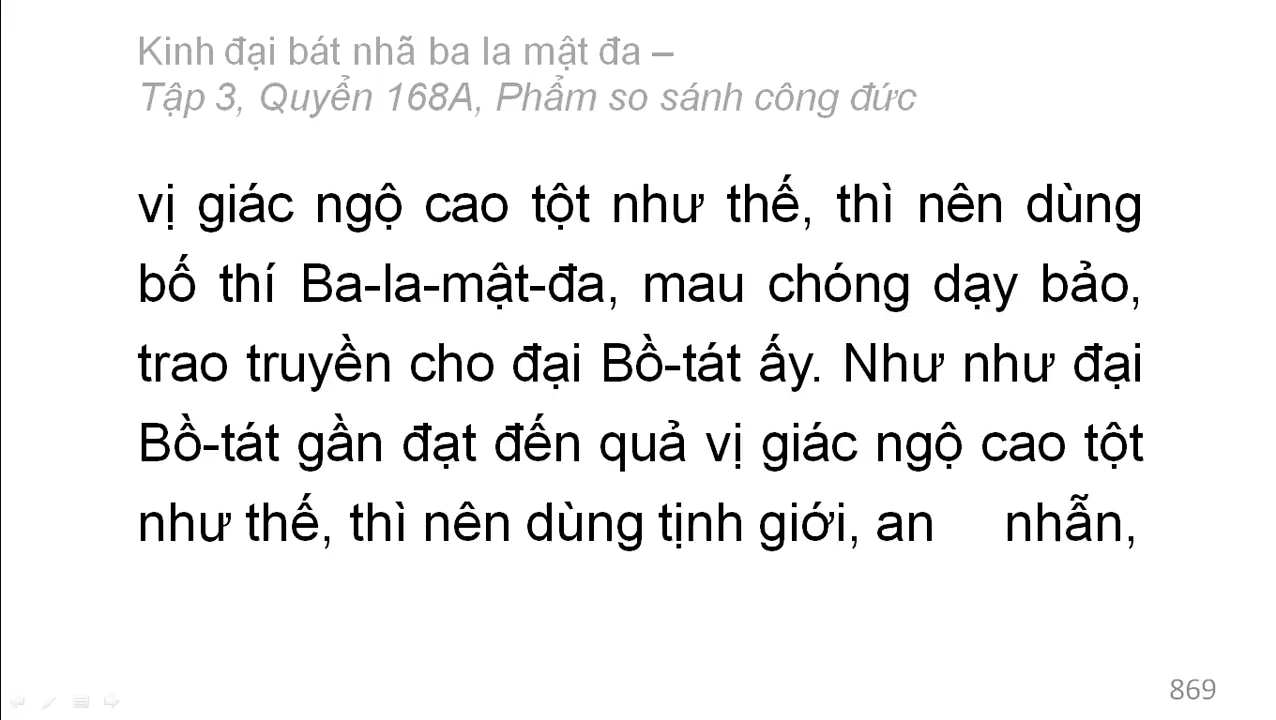 Kinh đại bát nhã ba la mật đa –
Tập 3, Quyển 168A, Phẩm so sánh công đức
vị giác ngộ cao tột như thế, thì nên dùng
bố thí Ba-la-mật-đa, mau chóng dạy bảo,
trao truyền cho đại Bồ-tát ấy. Như như đại
Bồ-tát gần đạt đến quả vị giác ngộ cao tột
như thế, thì nên dùng tịnh giới, an nhẫn,
869